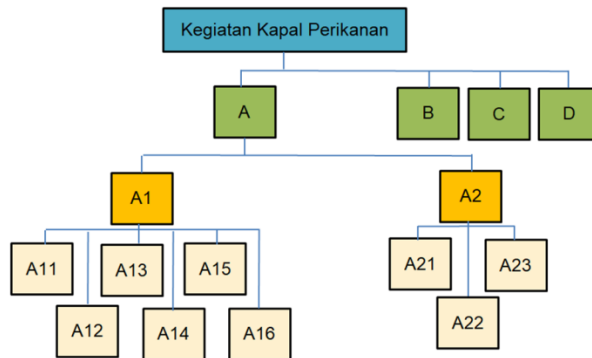 Kegiatan Kapal Perikanan
A
B
C
D
A1
A2
A11
A13
A15
A12
A14
A16
A21
A23
A22